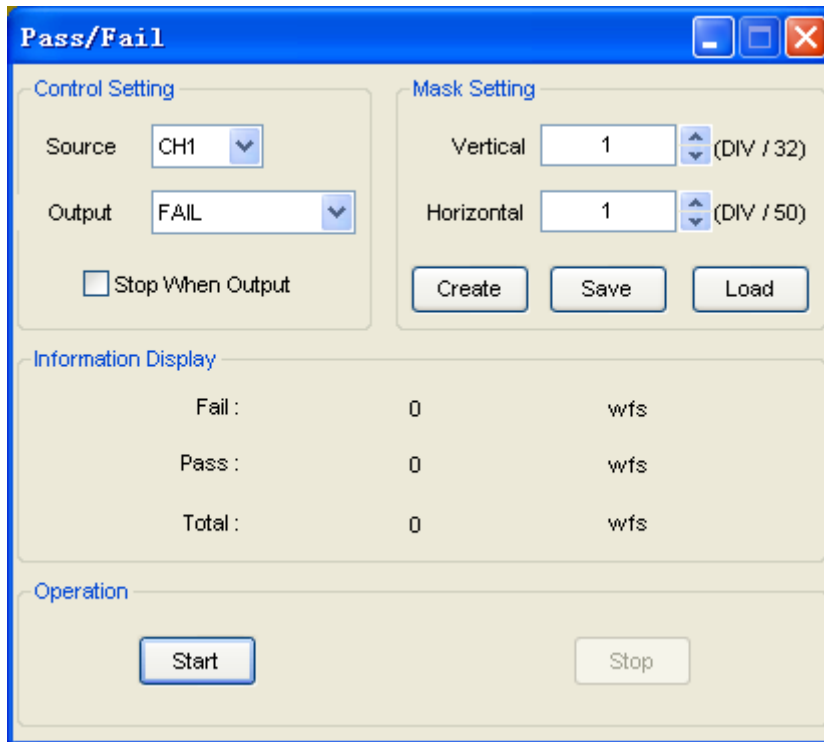 Pass/Fail
Control Setting
Source CH1
Output FAIL
Stop When Output
Mask Setting
Vertical 1 (DIV / 32)
Horizontal 1 (DIV / 50)
Create Save Load
Information Display
Fail : 0 wfs
Pass : 0 wfs
Total : 0 wfs
Operation
Start Stop